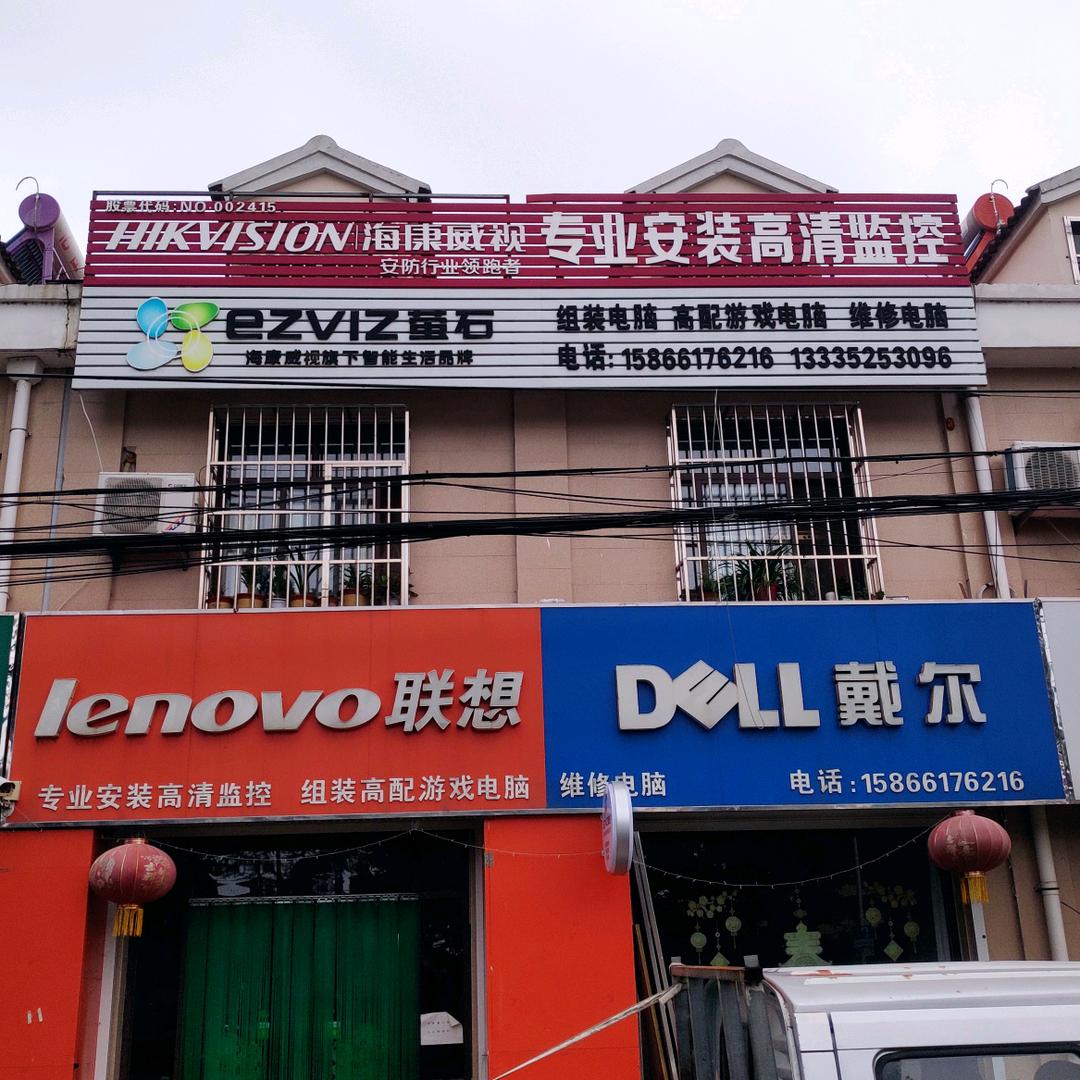 股票代码:NO:002415
HIKVISION 海康威视 专业安装高清监控
安防行业领跑者
ezviz萤石 组装电脑 高配游戏电脑 维修电脑
海康威视旗下智能生活品牌 电话: 15866176216 13335253096
lenovo联想 DELL戴尔
专业安装高清监控 组装高配游戏电脑 维修电脑 电话:15866176216
春